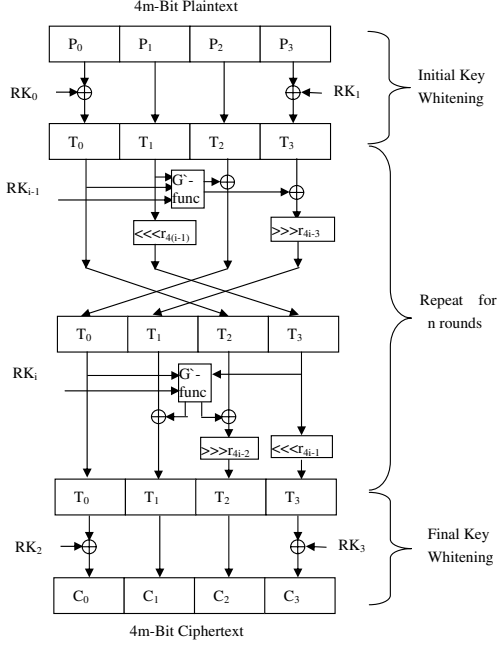 4m-Bit Plaintext
P₀ P₁ P₂ P₃
RK₀ RK₁
Initial Key
Whitening
T₀ T₁ T₂ T₃
RKᵢ₋₁
G`-
func
<<<r₄₍ᵢ₋₁₎ >>>r₄ᵢ₋₃
Repeat for
n rounds
T₀ T₁ T₂ T₃
RKᵢ
G`-
func
>>>r₄ᵢ₋₂ <<<r₄ᵢ₋₁
T₀ T₁ T₂ T₃
RK₂ RK₃
Final Key
Whitening
C₀ C₁ C₂ C₃
4m-Bit Ciphertext